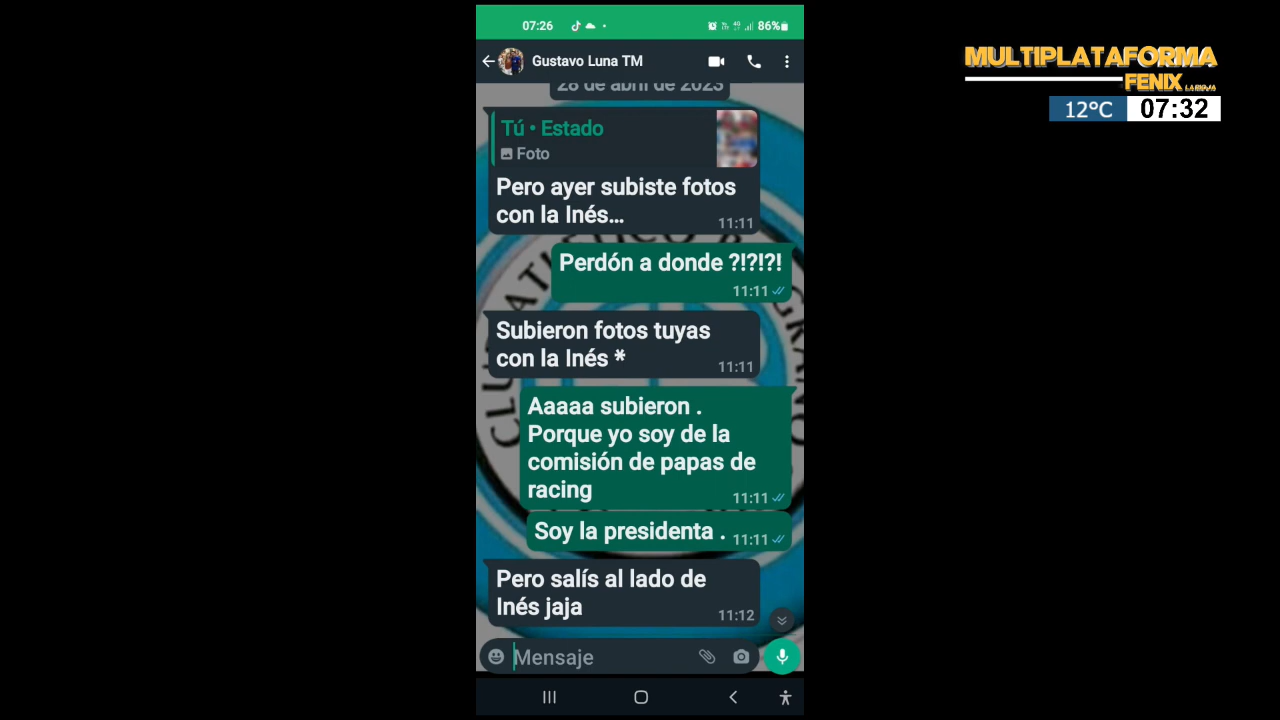 07:26
86%
Gustavo Luna TM
28 de abril de 2023
Tú • Estado
Foto
Pero ayer subiste fotos
con la Inés...
11:11
Perdón a donde ?!?!?!
11:11
Subieron fotos tuyas
con la Inés *
11:11
Aaaaa subieron .
Porque yo soy de la
comisión de papas de
racing
11:11
Soy la presidenta .
11:11
Pero salís al lado de
Inés jaja
11:12
Mensaje
MULTIPLATAFORMA
FENIX
12°C
07:32